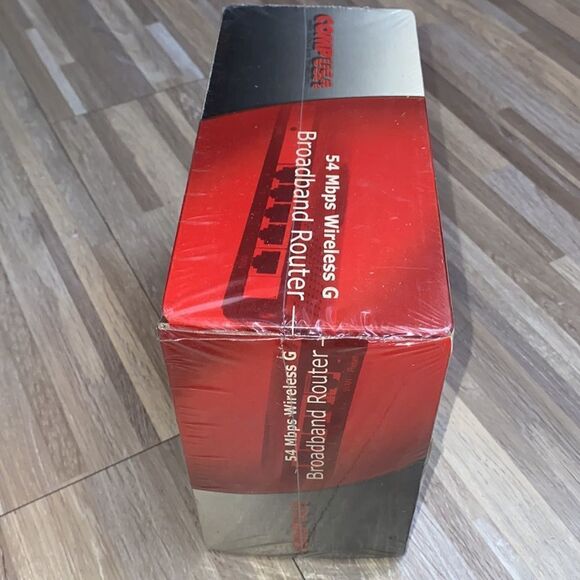 COMPUSA
54 Mbps Wireless G
Broadband Router
54 Mbps Wireless G
Broadband Router